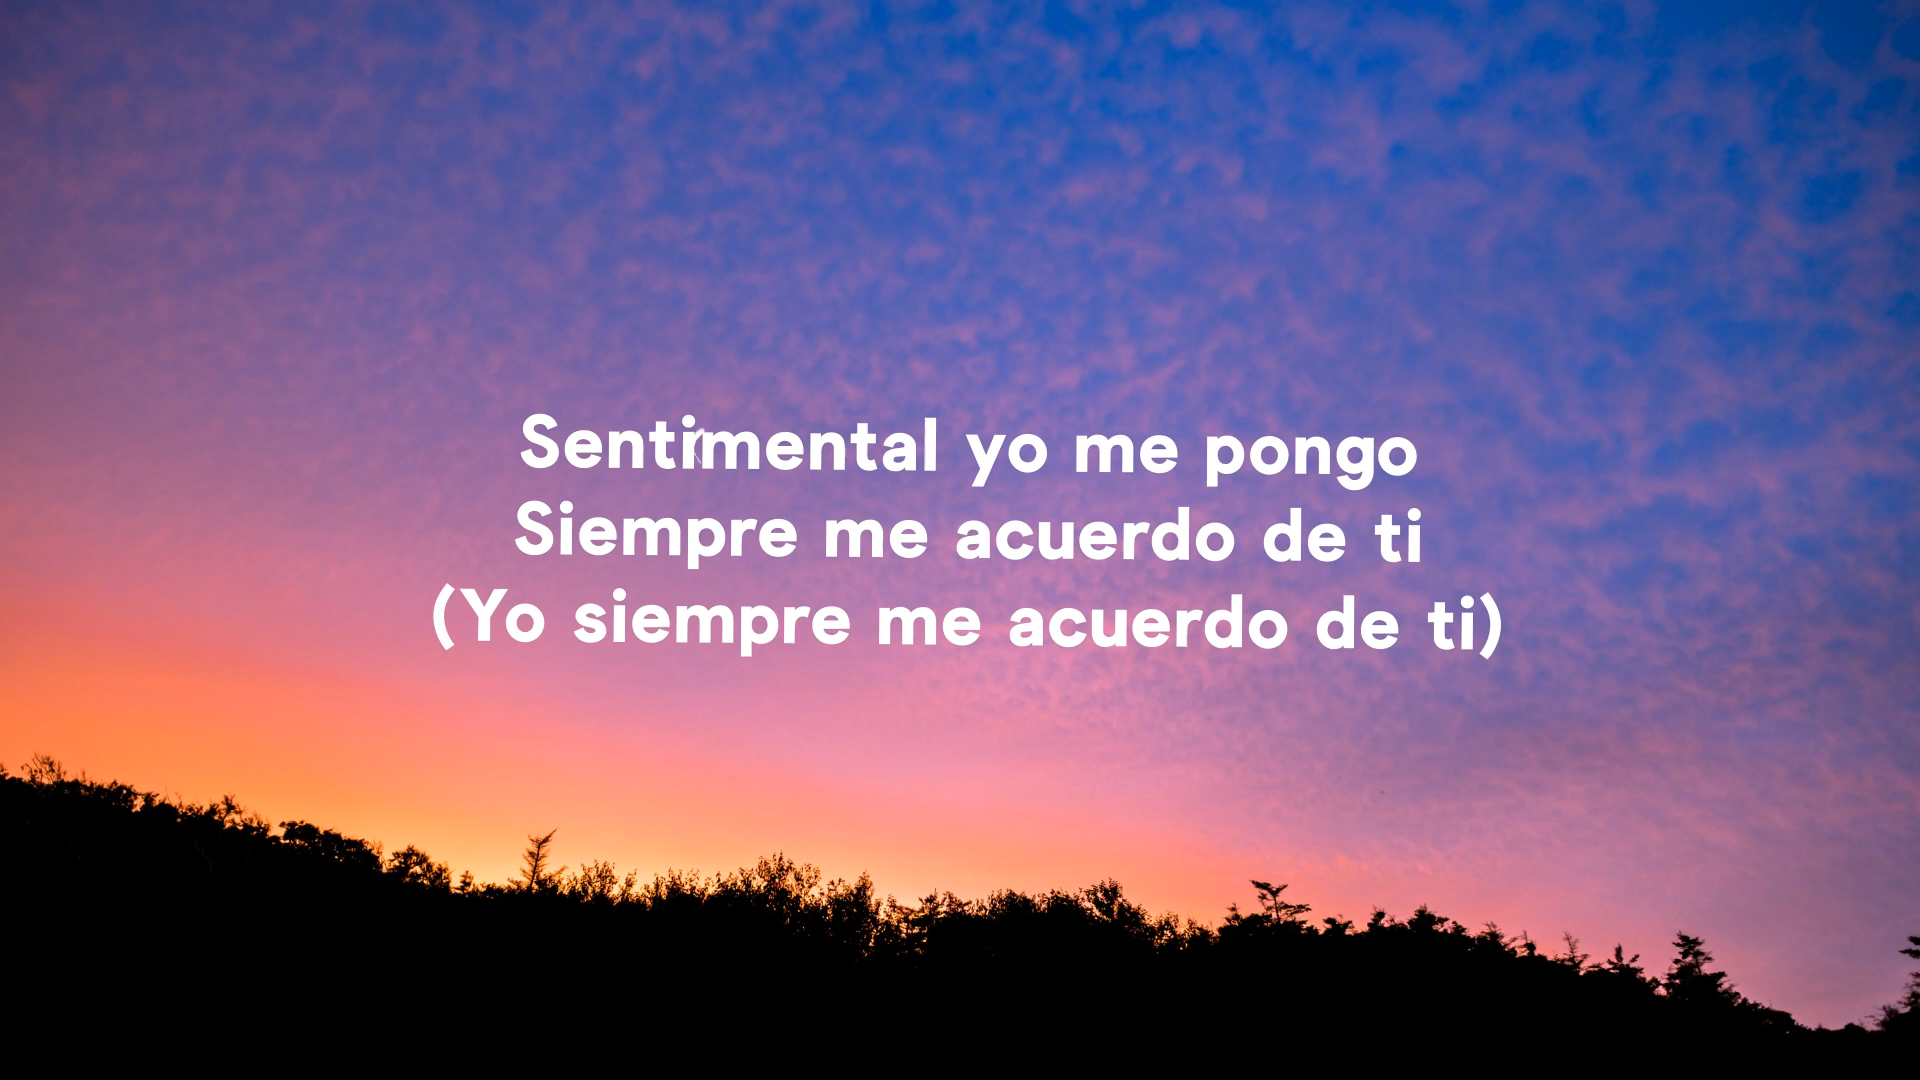 Sentimental yo me pongo
Siempre me acuerdo de ti
(Yo siempre me acuerdo de ti)